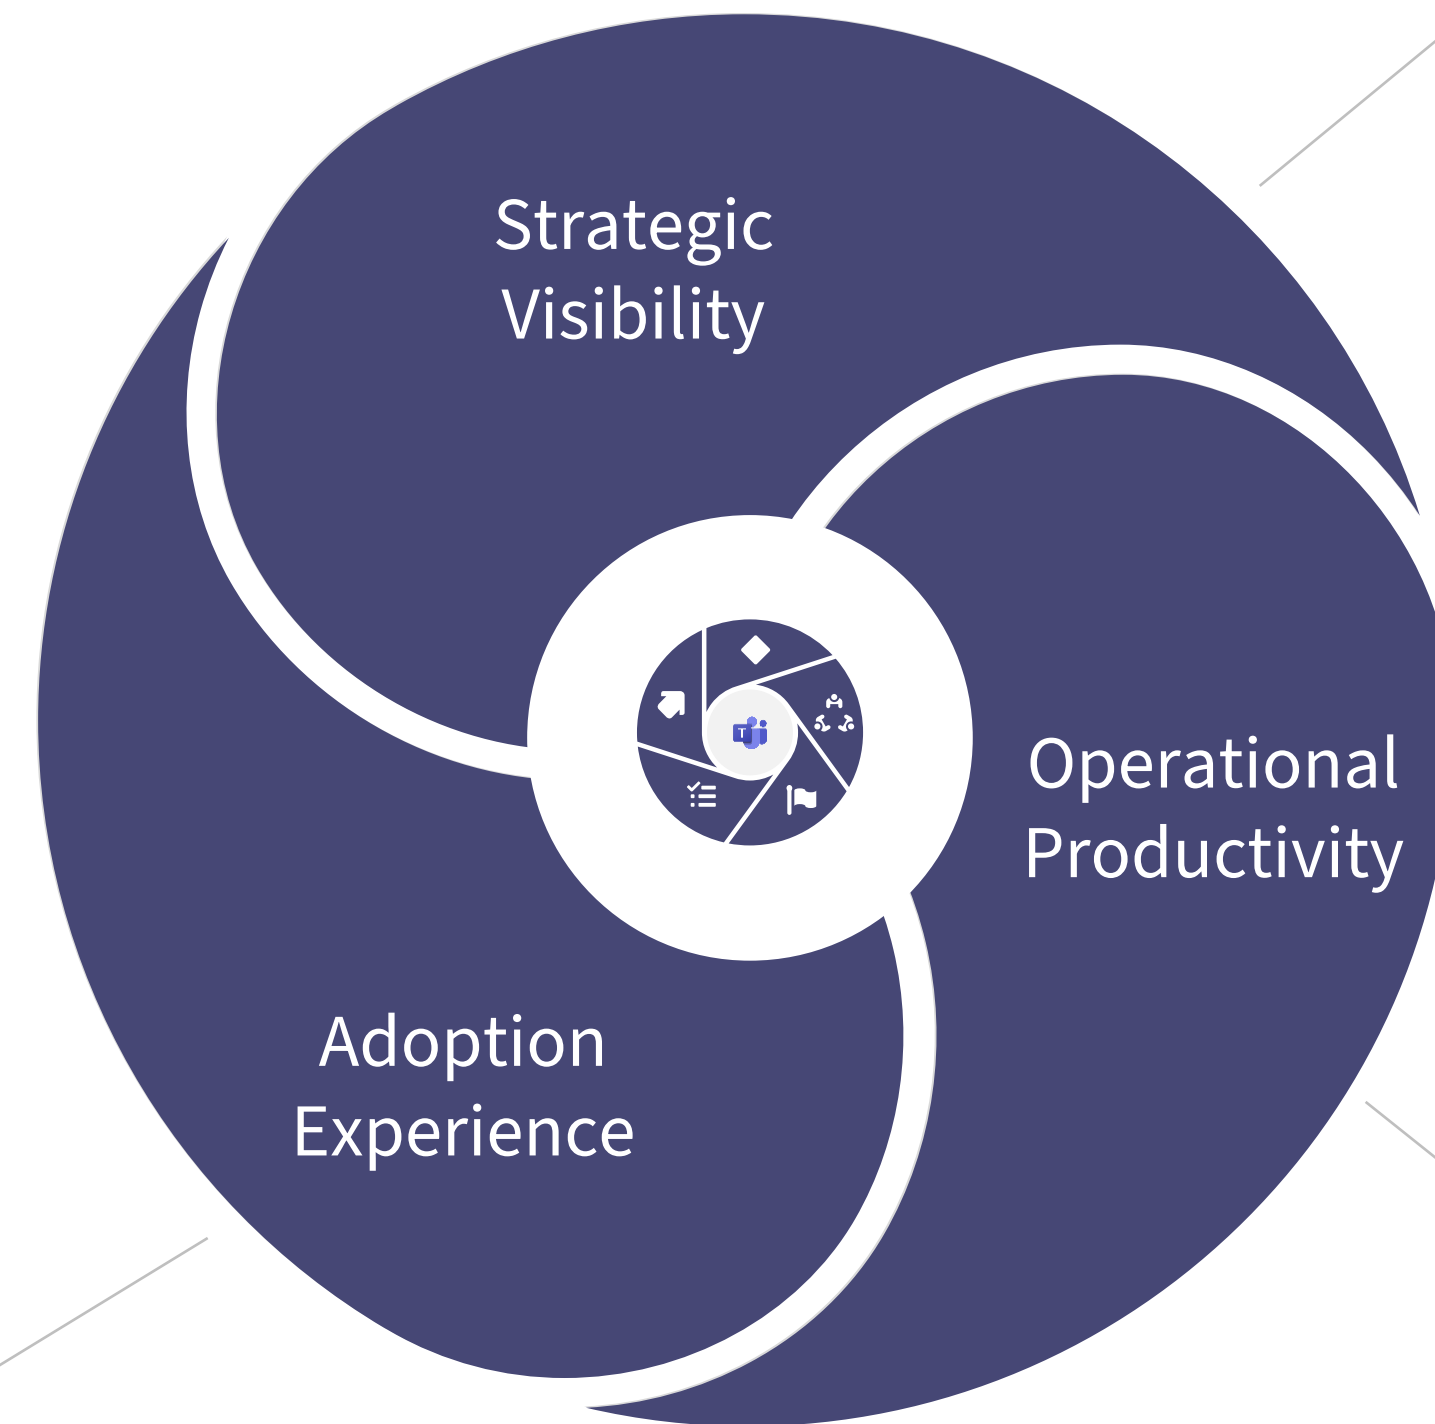 Strategic
Visibility
T
Operational
Productivity
Adoption
Experience